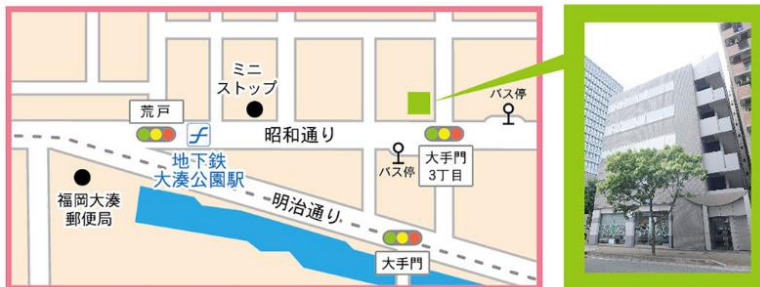 ミニ
ストップ
荒戸
バス停
昭和通り
地下鉄
大湊公園駅
バス停
大手門
3丁目
福岡大湊
郵便局
明治通り
大手門